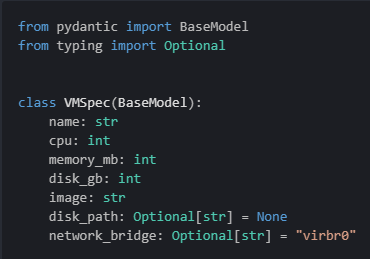 from pydantic import BaseModel
from typing import Optional
class VMSpec(BaseModel):
    name: str
    cpu: int
    memory_mb: int
    disk_gb: int
    image: str
    disk_path: Optional[str] = None
    network_bridge: Optional[str] = "virbr0"